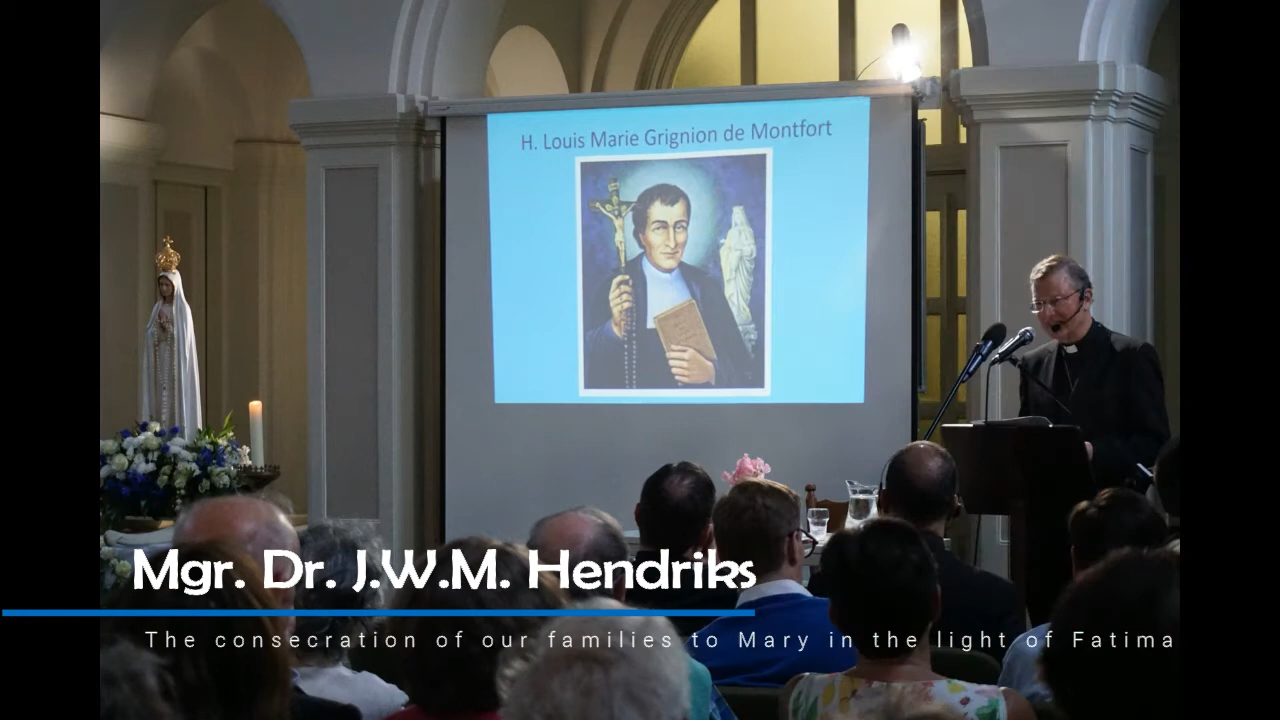 H. Louis Marie Grignion de Montfort
Mgr. Dr. J.W.M. Hendriks
The consecration of our families to Mary in the light of Fatima